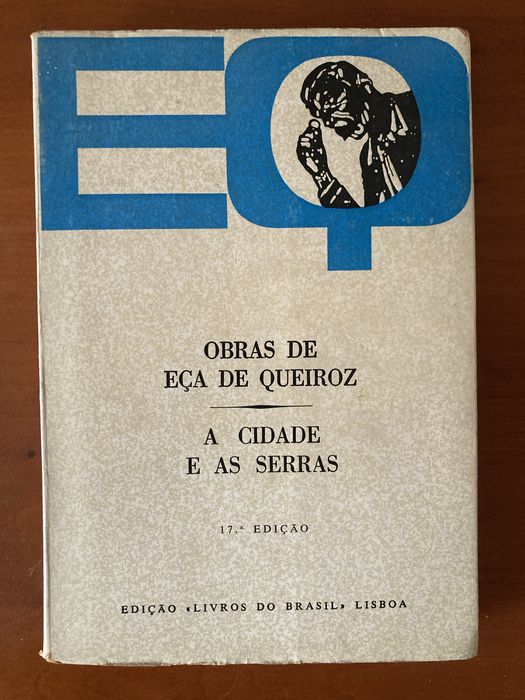 EQ
OBRAS DE
EÇA DE QUEIROZ
A CIDADE
E AS SERRAS
17.ª EDIÇÃO
EDIÇÃO «LIVROS DO BRASIL» LISBOA